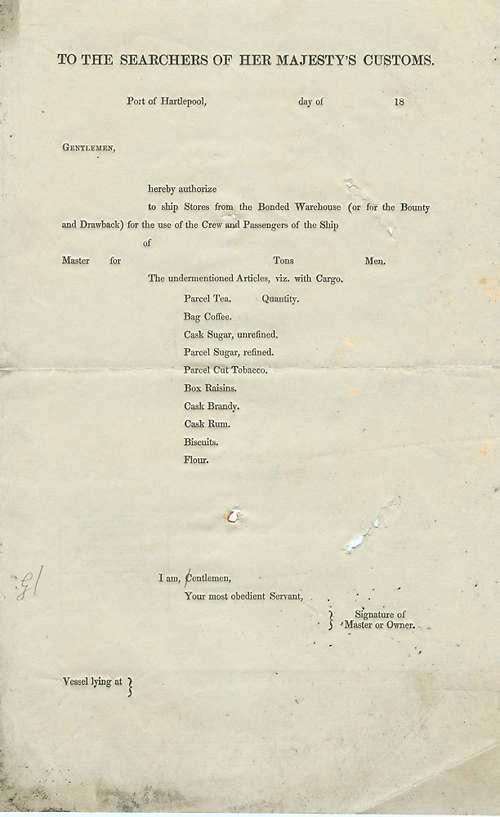 TO THE SEARCHERS OF HER MAJESTY'S CUSTOMS.
Port of Hartlepool, day of 18
GENTLEMEN,
hereby authorize
to ship Stores from the Bonded Warehouse (or for the Bounty
and Drawback) for the use of the Crew and Passengers of the Ship
of
Master for Tons Men.
The undermentioned Articles, viz. with Cargo.
Parcel Tea. Quantity.
Bag Coffee.
Cask Sugar, unrefined.
Parcel Sugar, refined.
Parcel Cut Tobacco.
Box Raisins.
Cask Brandy.
Cask Rum.
Biscuits.
Flour.
I am, Centlemen,
Your most obedient Servant,
} Signature of
Master or Owner.
Vessel lying at }